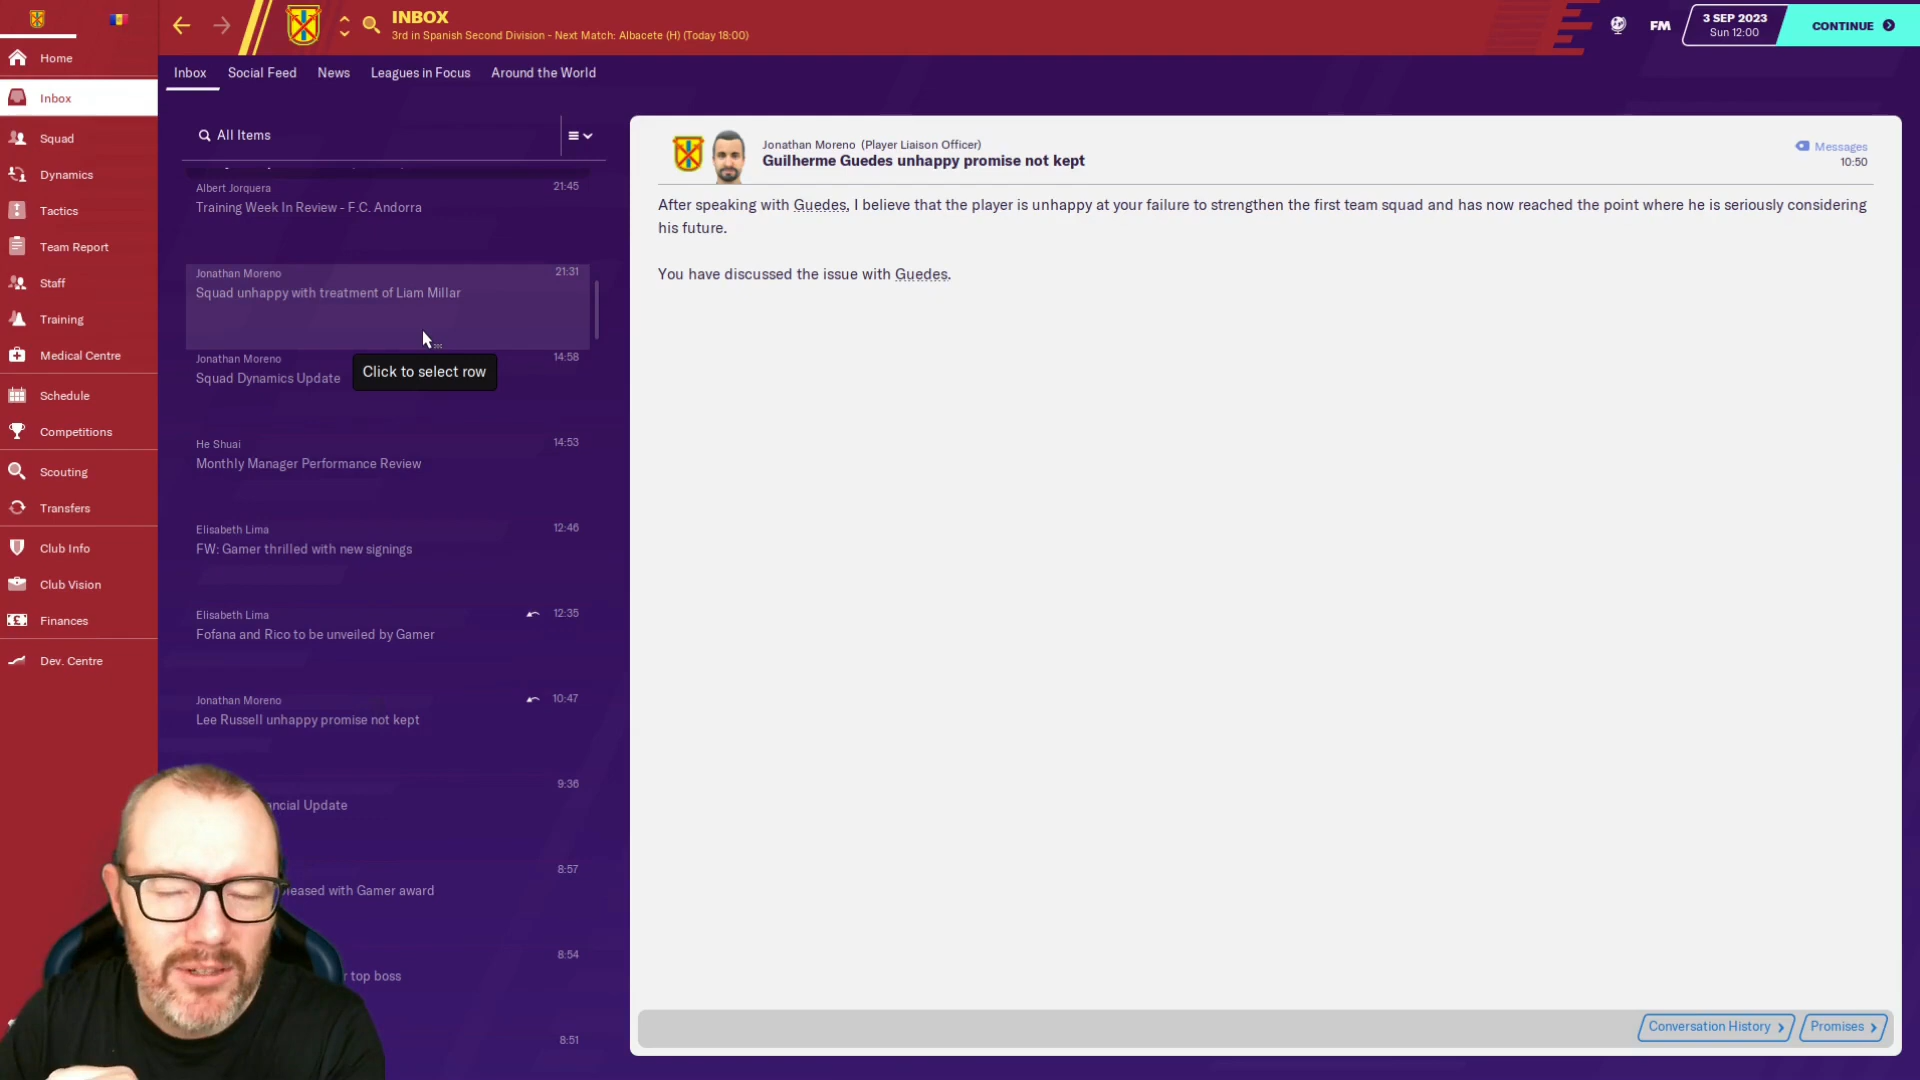 INBOX
3rd in Spanish Second Division - Next Match: Albacete (H) (Today 18:00)
FM
3 SEP 2023
Sun 12:00
CONTINUE
Home
Inbox
Squad
Dynamics
Tactics
Team Report
Staff
Training
Medical Centre
Schedule
Competitions
Scouting
Transfers
Club Info
Club Vision
Finances
Dev. Centre
Inbox
Social Feed
News
Leagues in Focus
Around the World
All Items
Albert Jorquera
21:45
Training Week In Review - F.C. Andorra
Jonathan Moreno
21:31
Squad unhappy with treatment of Liam Millar
Jonathan Moreno
14:58
Squad Dynamics Update
Click to select row
He Shuai
14:53
Monthly Manager Performance Review
Elisabeth Lima
12:46
FW: Gamer thrilled with new signings
Elisabeth Lima
12:35
Fofana and Rico to be unveiled by Gamer
Jonathan Moreno
10:47
Lee Russell unhappy promise not kept
9:36
ancial Update
8:57
leased with Gamer award
8:54
r top boss
8:51
Jonathan Moreno (Player Liaison Officer)
Guilherme Guedes unhappy promise not kept
Messages
10:50
After speaking with Guedes, I believe that the player is unhappy at your failure to strengthen the first team squad and has now reached the point where he is seriously considering
his future.
You have discussed the issue with Guedes.
Conversation History
Promises